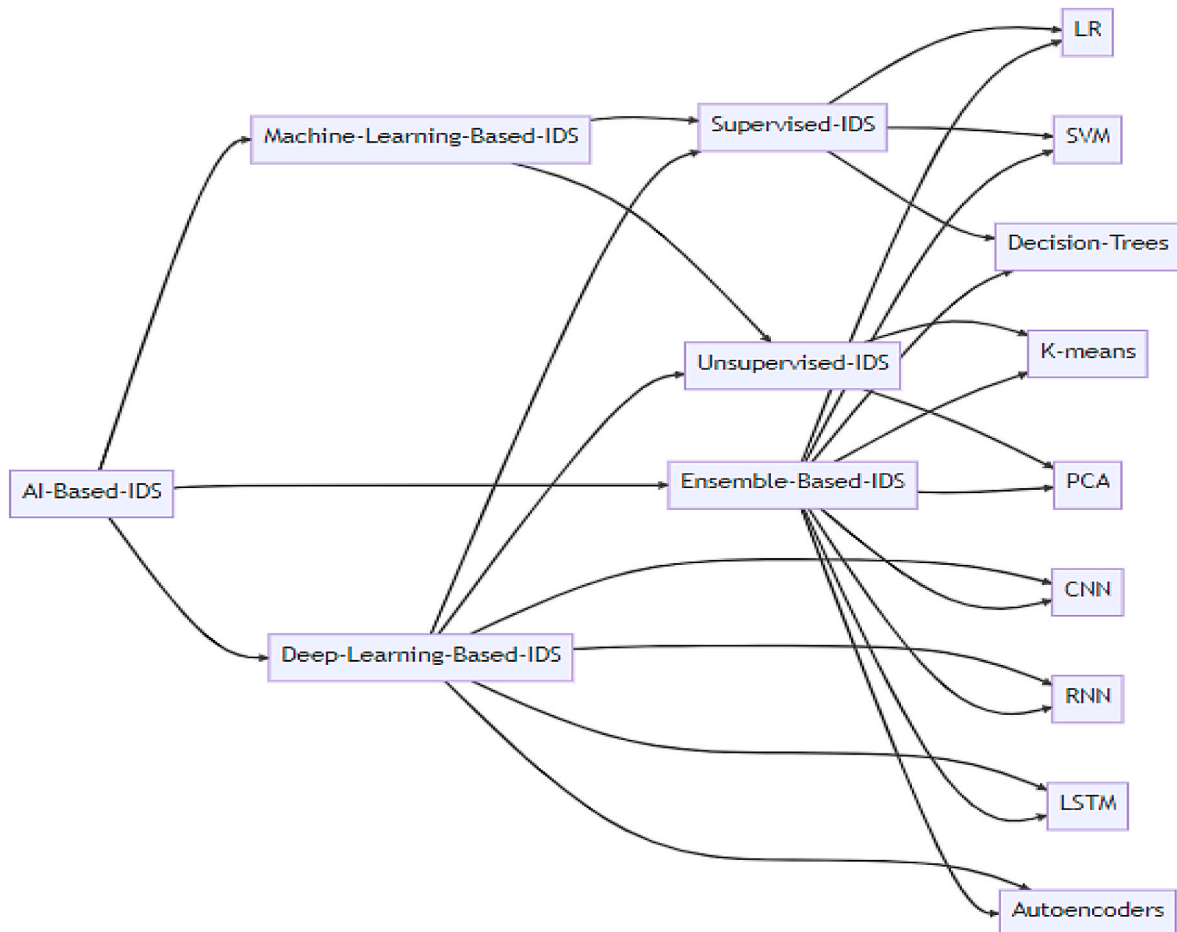 LR
Machine-Learning-Based-IDS
Supervised-IDS
SVM
Decision-Trees
Unsupervised-IDS
K-means
AI-Based-IDS
Ensemble-Based-IDS
PCA
CNN
Deep-Learning-Based-IDS
RNN
LSTM
Autoencoders